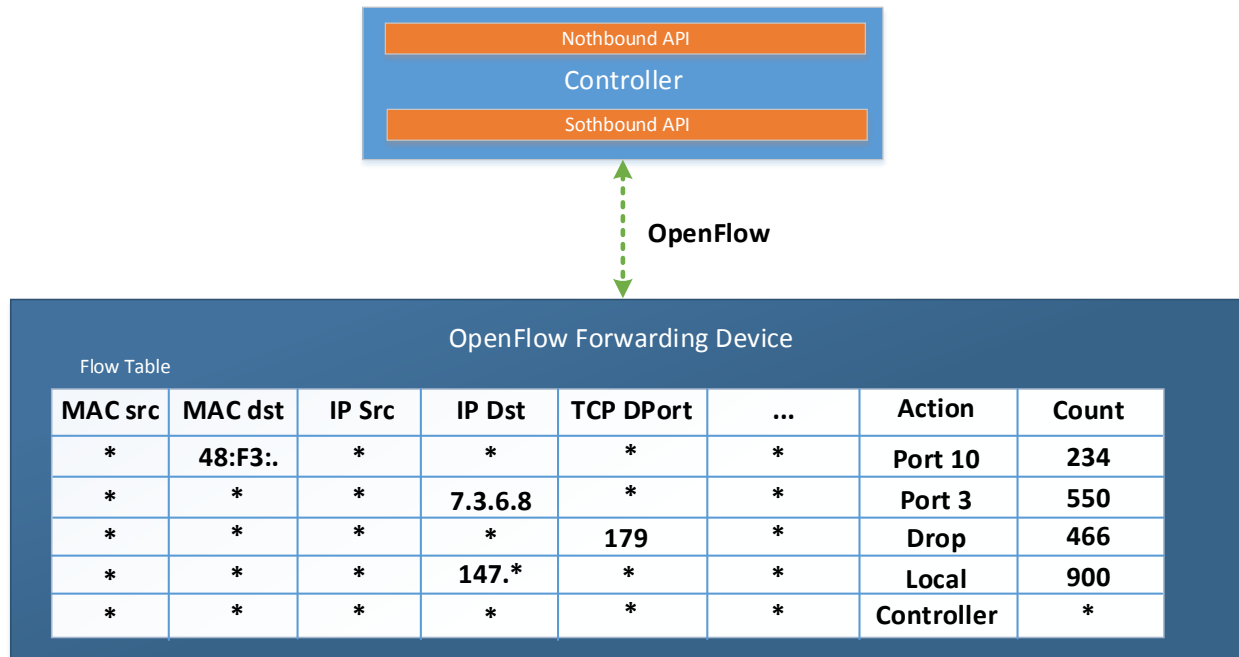 Nothbound API
Controller
Sothbound API
OpenFlow
OpenFlow Forwarding Device
Flow Table
MAC src MAC dst IP Src IP Dst TCP DPort ... Action Count
* 48:F3:. * * * * Port 10 234
* * * 7.3.6.8 * * Port 3 550
* * * * 179 * Drop 466
* * * 147.* * * Local 900
* * * * * * Controller *